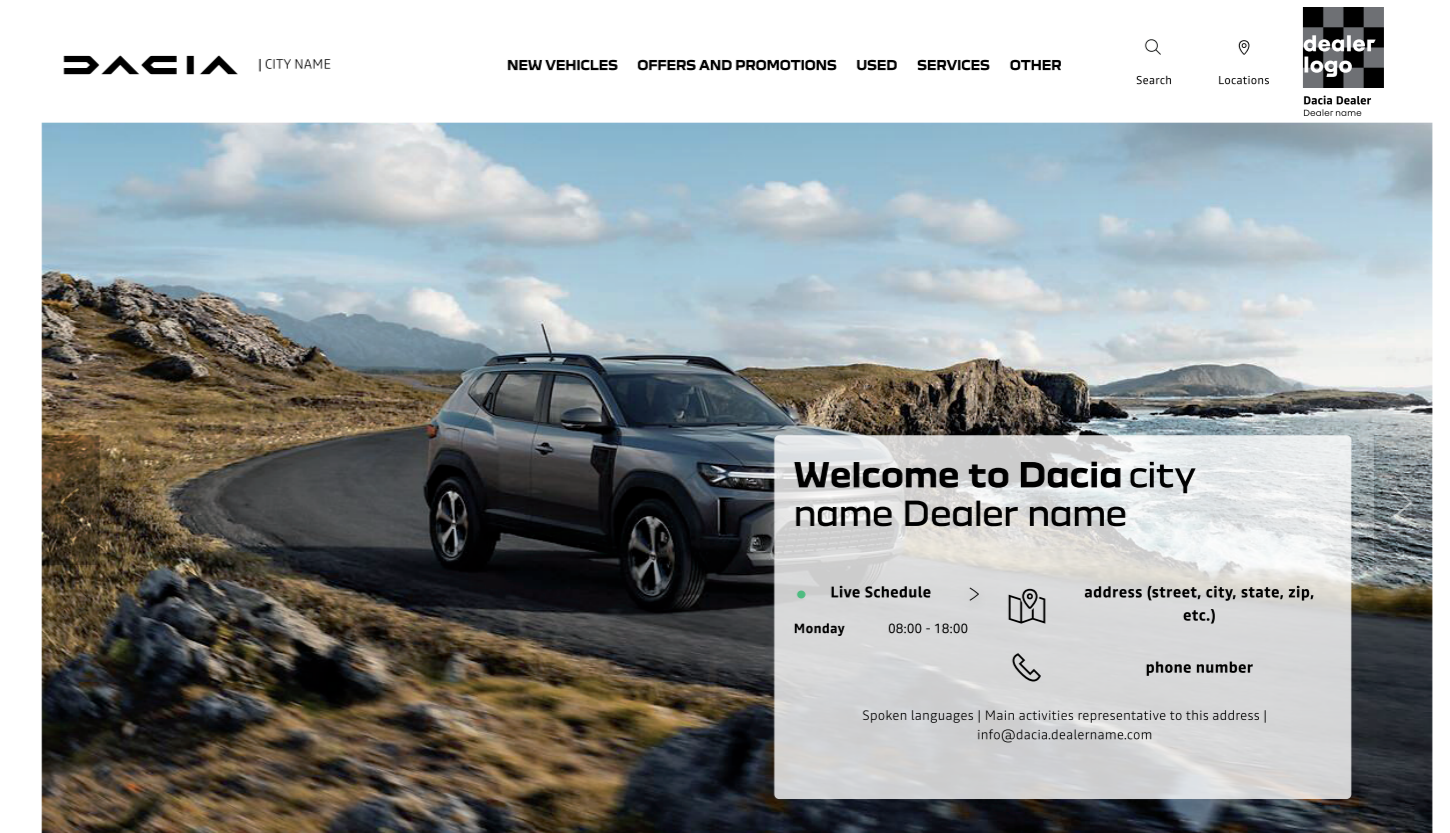 DACIA
| CITY NAME
NEW VEHICLES OFFERS AND PROMOTIONS USED SERVICES OTHER
Search
Locations
dealer
logo
Dacia Dealer
Dealer name
Welcome to Dacia city
name Dealer name
Live Schedule
Monday 08:00 - 18:00
address (street, city, state, zip,
etc.)
phone number
Spoken languages | Main activities representative to this address |
info@dacia.dealername.com